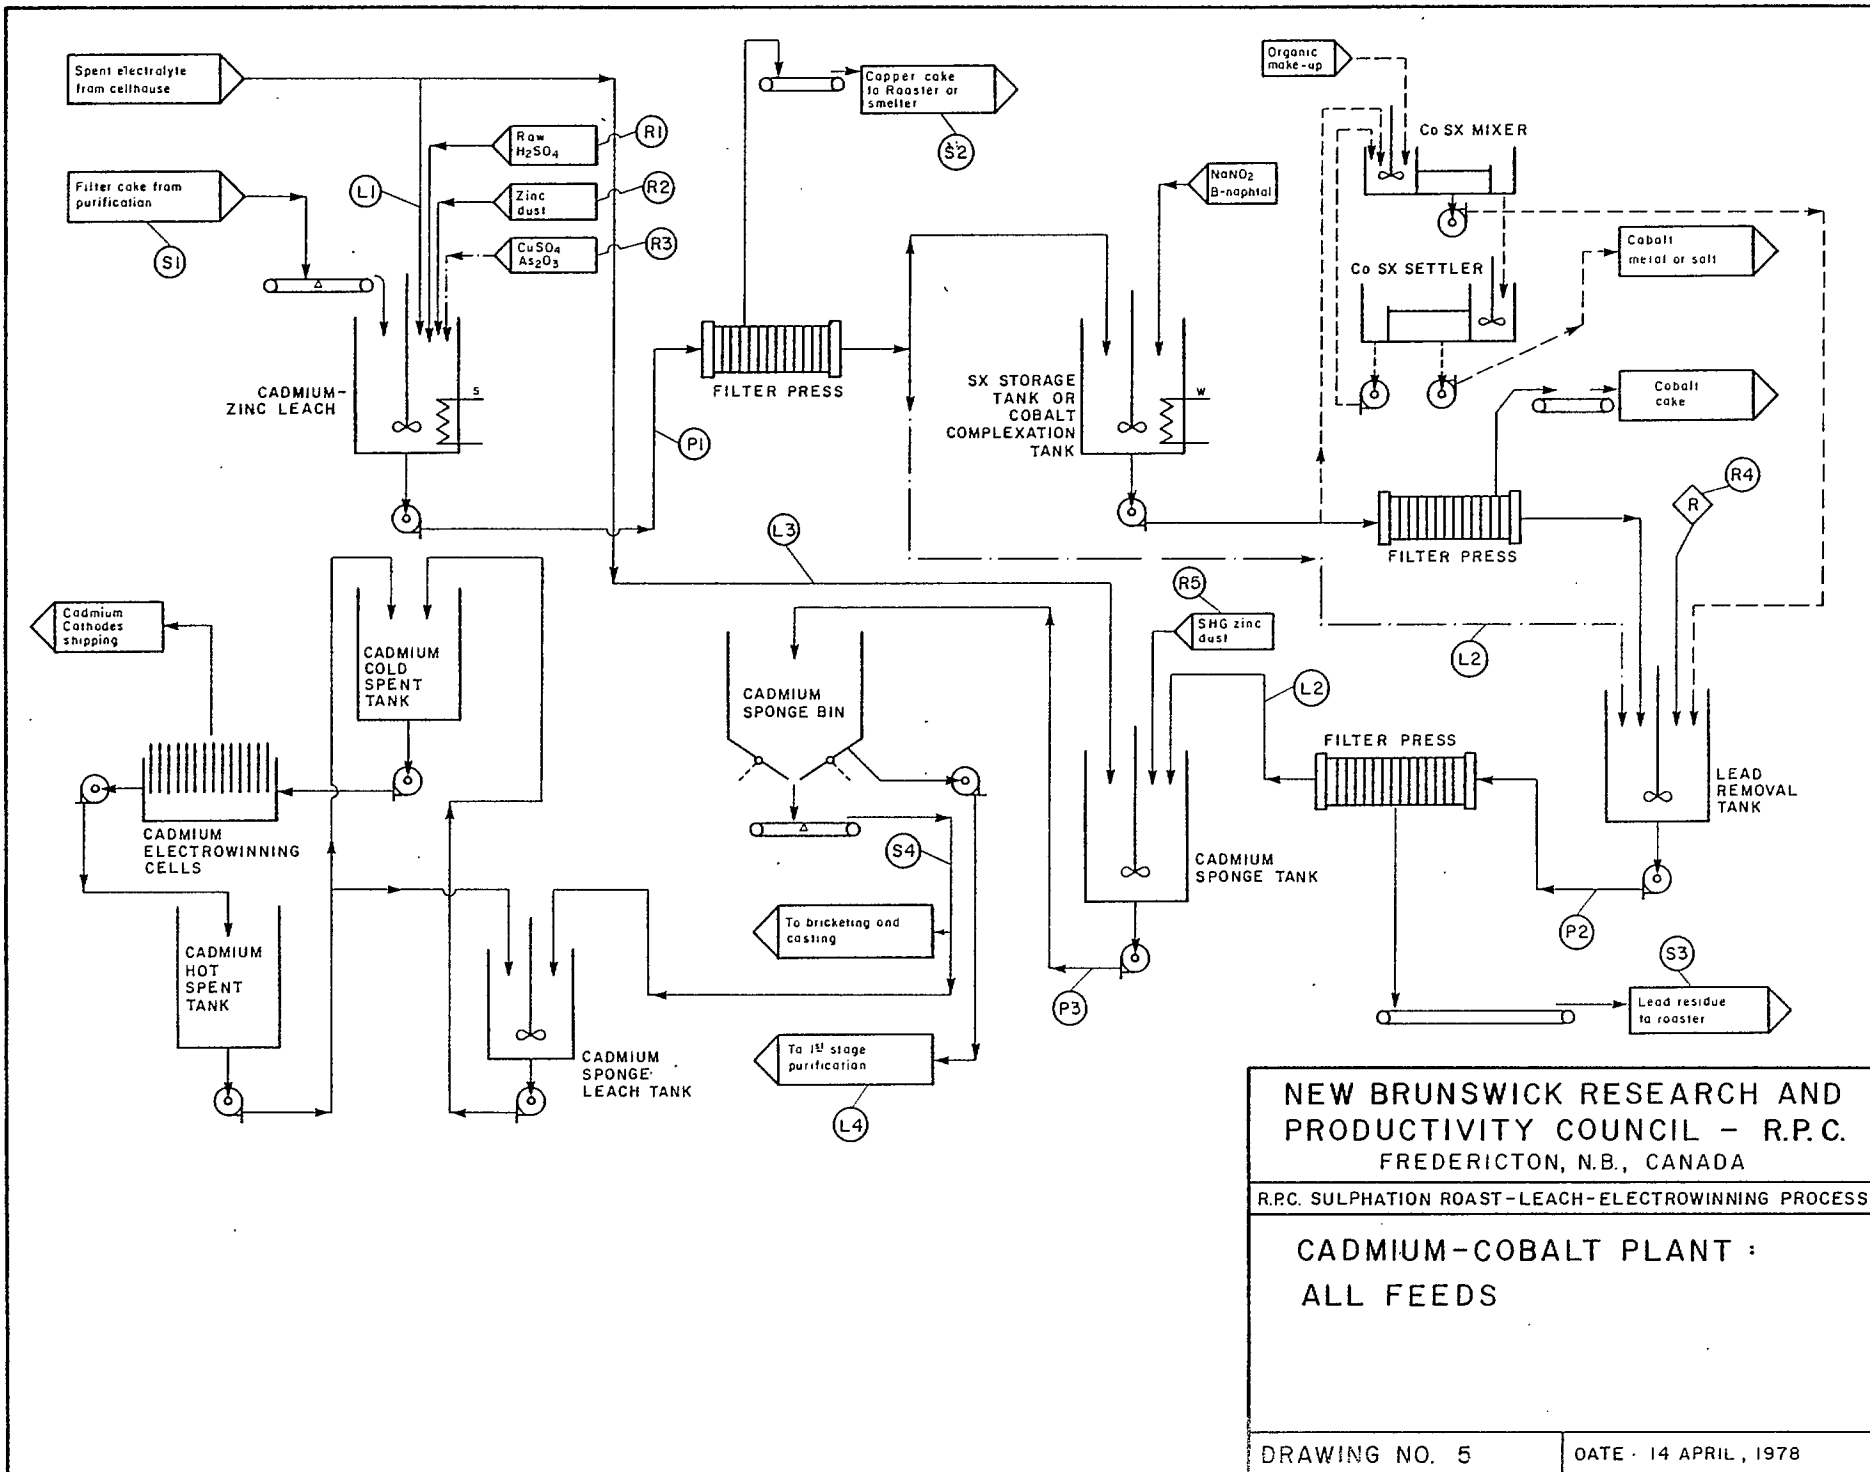 Spent electrolyte
from cellhouse
Filter cake from
purification
S1
L1
Raw
H2SO4
R1
Zinc
dust
R2
CuSO4
As2O3
R3
CADMIUM-
ZINC LEACH
S
P1
Copper cake
to Roaster or
smelter
S2
FILTER PRESS
NaNO2
B-naphtol
SX STORAGE
TANK OR
COBALT
COMPLEXATION
TANK
W
Organic
make-up
Co SX MIXER
Co SX SETTLER
Cobalt
metal or salt
Cobalt
cake
FILTER PRESS
R
R4
L3
R5
SHG zinc
dust
L2
L2
Cadmium
Cathodes
shipping
CADMIUM
COLD
SPENT
TANK
CADMIUM
SPONGE BIN
FILTER PRESS
LEAD
REMOVAL
TANK
CADMIUM
ELECTROWINNING
CELLS
S4
CADMIUM
SPONGE TANK
P2
To bricketing and
casting
CADMIUM
HOT
SPENT
TANK
P3
S3
Lead residue
to roaster
CADMIUM
SPONGE
LEACH TANK
To 1st stage
purification
L4
NEW BRUNSWICK RESEARCH AND
PRODUCTIVITY COUNCIL - R.P.C.
FREDERICTON, N.B., CANADA
R.P.C. SULPHATION ROAST-LEACH-ELECTROWINNING PROCESS
CADMIUM-COBALT PLANT :
ALL FEEDS
DRAWING NO. 5
DATE · 14 APRIL, 1978